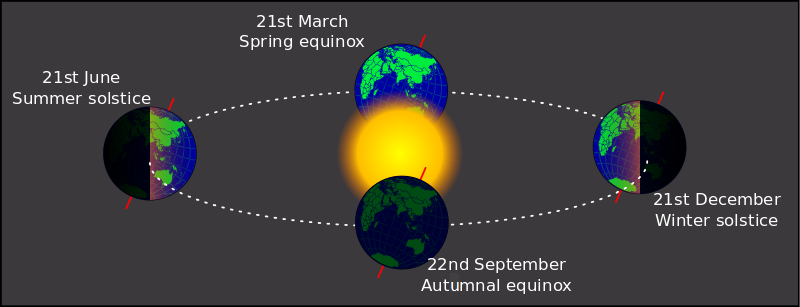 21st March
Spring equinox
21st June
Summer solstice
21st December
Winter solstice
22nd September
Autumnal equinox